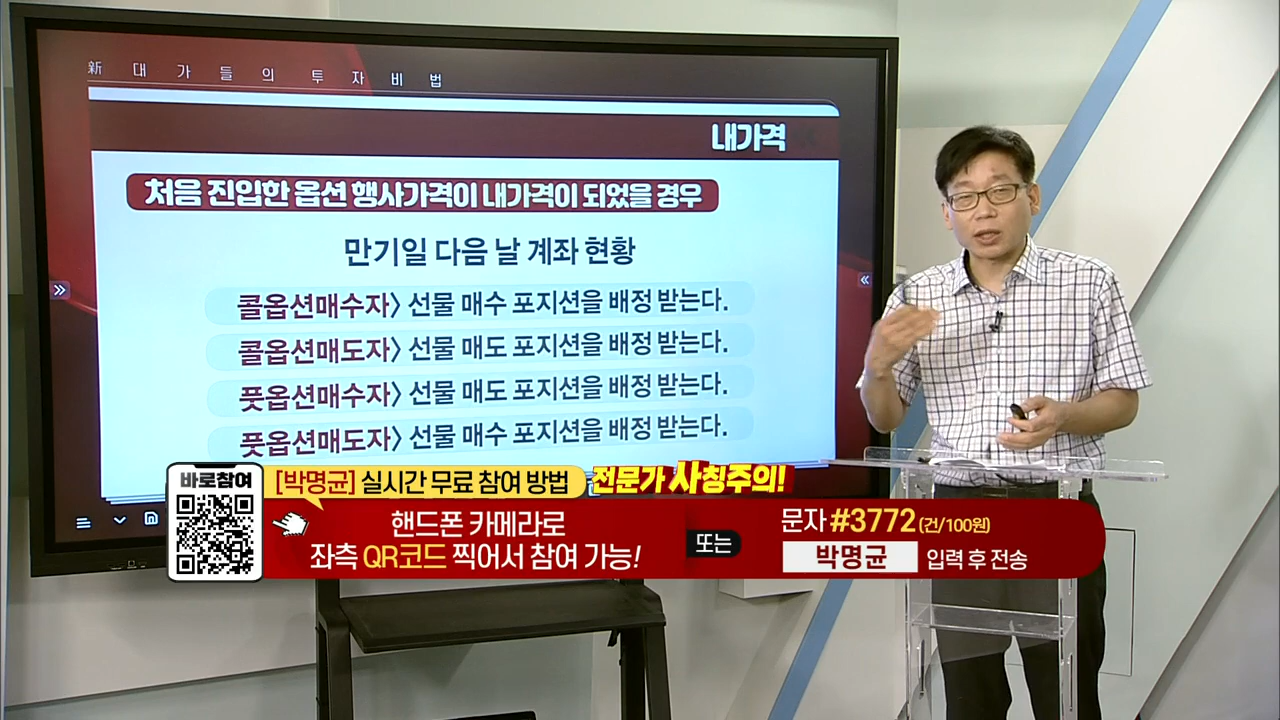 新 대 가 들 의 투 자 비 법
내가격
처음 진입한 옵션 행사가격이 내가격이 되었을 경우
만기일 다음 날 계좌 현황
콜옵션매수자> 선물 매수 포지션을 배정 받는다.
콜옵션매도자> 선물 매도 포지션을 배정 받는다.
풋옵션매수자> 선물 매도 포지션을 배정 받는다.
풋옵션매도자> 선물 매수 포지션을 배정 받는다.
바로참여
[박명균] 실시간 무료 참여 방법
전문가 사칭주의!
핸드폰 카메라로
좌측 QR코드 찍어서 참여 가능!
또는
문자 #3772 (건/100원)
박명균 입력 후 전송